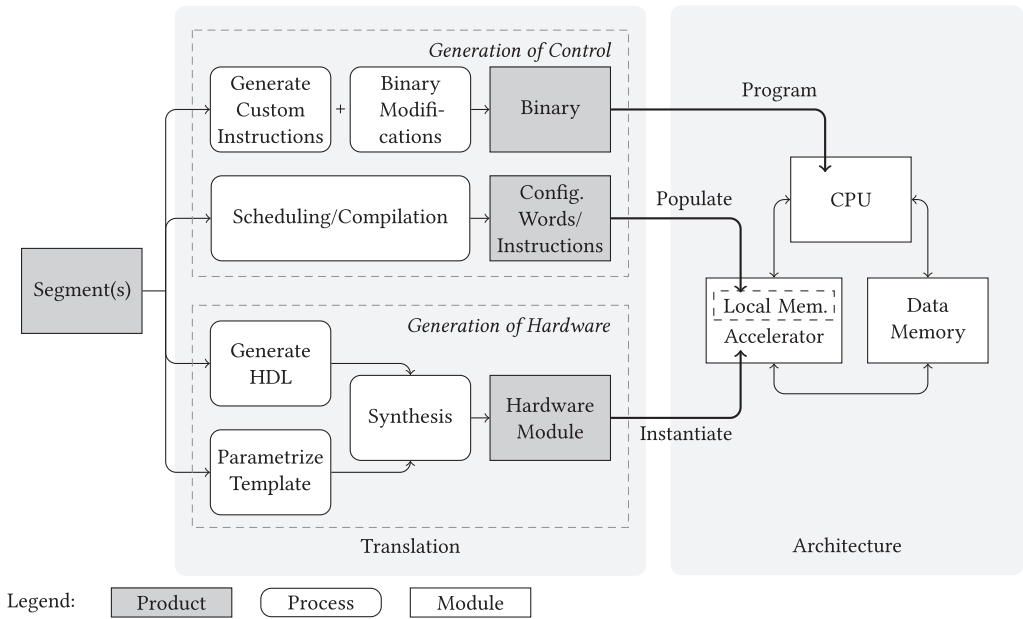 Generation of Control
Generate
Custom
Instructions
+
Binary
Modifi-
cations
Binary
Program
CPU
Scheduling/Compilation
Config.
Words/
Instructions
Populate
Segment(s)
Local Mem.
Accelerator
Data
Memory
Generation of Hardware
Generate
HDL
Synthesis
Hardware
Module
Instantiate
Parametrize
Template
Translation
Architecture
Legend:
Product
Process
Module